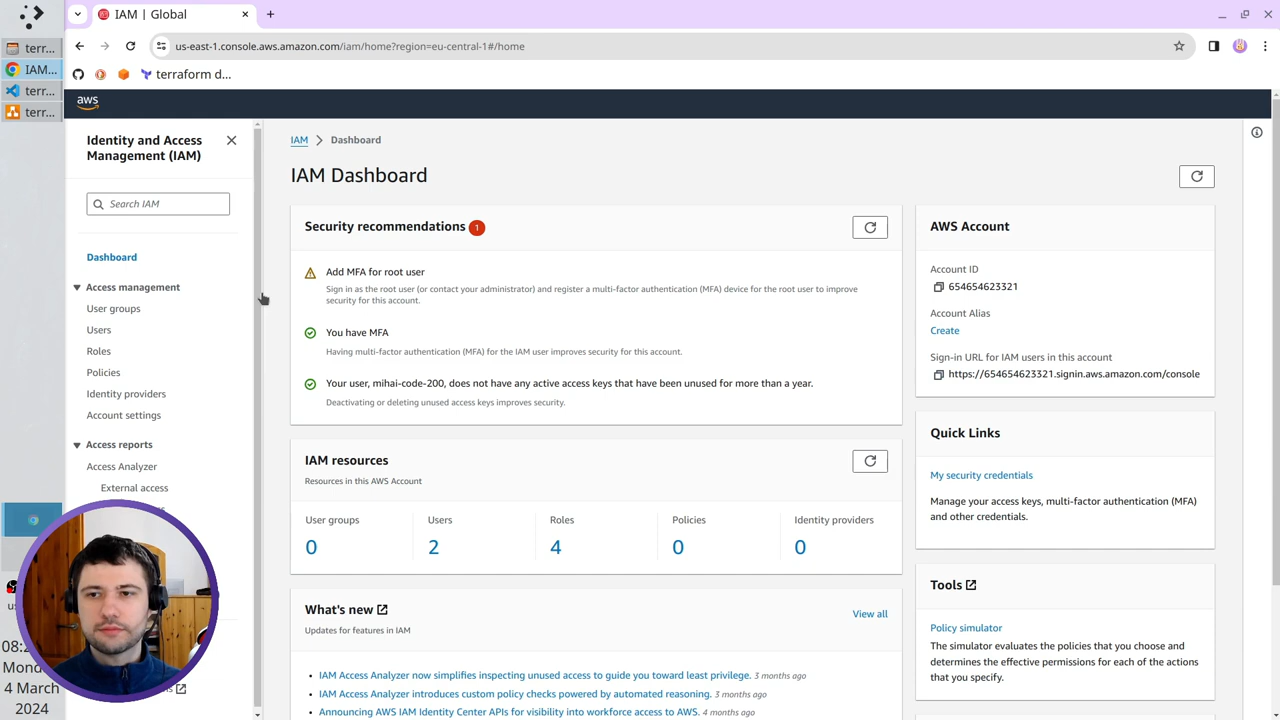 IAM | Global
terr...
IAM...
terr...
terr...
us-east-1.console.aws.amazon.com/iam/home?region=eu-central-1#/home
terraform d...
aws
Identity and Access
Management (IAM)
Search IAM
Dashboard
Access management
User groups
Users
Roles
Policies
Identity providers
Account settings
Access reports
Access Analyzer
External access
IAM > Dashboard
IAM Dashboard
Security recommendations 1
Add MFA for root user
Sign in as the root user (or contact your administrator) and register a multi-factor authentication (MFA) device for the root user to improve
security for this account.
You have MFA
Having multi-factor authentication (MFA) for the IAM user improves security for this account.
Your user, mihai-code-200, does not have any active access keys that have been unused for more than a year.
Deactivating or deleting unused access keys improves security.
IAM resources
Resources in this AWS Account
User groups Users Roles Policies Identity providers
0 2 4 0 0
What's new
View all
Updates for features in IAM
IAM Access Analyzer now simplifies inspecting unused access to guide you toward least privilege. 3 months ago
IAM Access Analyzer introduces custom policy checks powered by automated reasoning. 3 months ago
Announcing AWS IAM Identity Center APIs for visibility into workforce access to AWS. 4 months ago
AWS Account
Account ID
654654623321
Account Alias
Create
Sign-in URL for IAM users in this account
https://654654623321.signin.aws.amazon.com/console
Quick Links
My security credentials
Manage your access keys, multi-factor authentication (MFA)
and other credentials.
Tools
Policy simulator
The simulator evaluates the policies that you choose and
determines the effective permissions for each of the actions
that you specify.
us
08:2
Mond
4 March
2024